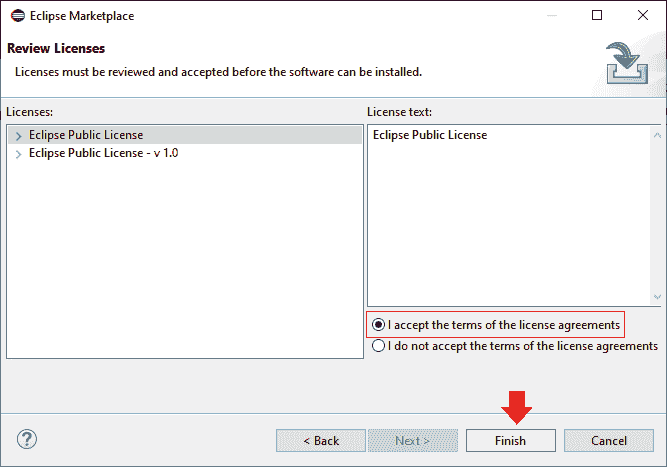 Eclipse Marketplace
Review Licenses
Licenses must be reviewed and accepted before the software can be installed.
Licenses:
Eclipse Public License
Eclipse Public License - v 1.0
License text:
Eclipse Public License
I accept the terms of the license agreements
I do not accept the terms of the license agreements
?
< Back
Next >
Finish
Cancel